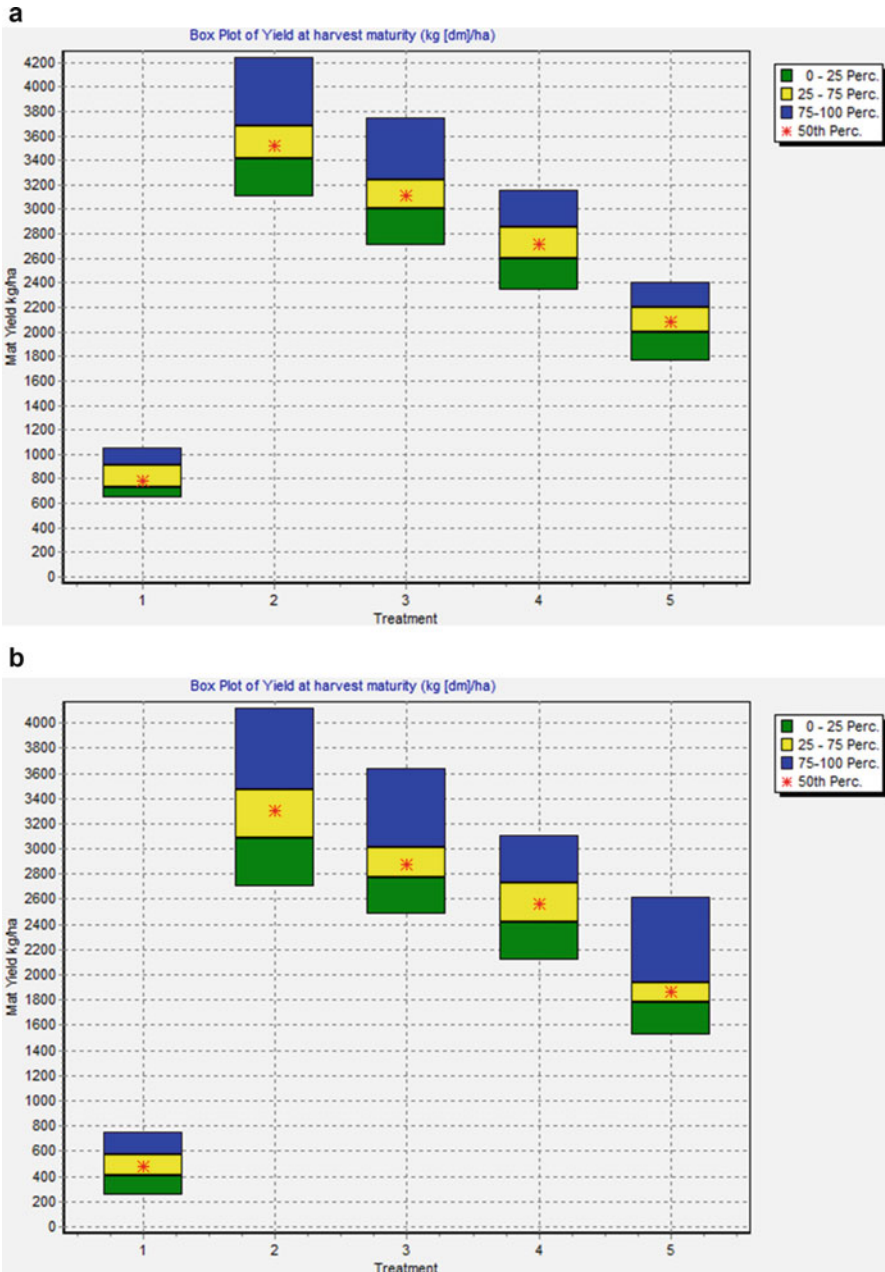 a
Box Plot of Yield at harvest maturity (kg [dm]/ha)
0 - 25 Perc.
25 - 75 Perc.
75-100 Perc.
50th Perc.
Mat Yield kg/ha
4200
4000
3800
3600
3400
3200
3000
2800
2600
2400
2200
2000
1800
1600
1400
1200
1000
800
600
400
200
0
1 2 3 4 5
Treatment
b
Box Plot of Yield at harvest maturity (kg [dm]/ha)
0 - 25 Perc.
25 - 75 Perc.
75-100 Perc.
50th Perc.
Mat Yield kg/ha
4000
3800
3600
3400
3200
3000
2800
2600
2400
2200
2000
1800
1600
1400
1200
1000
800
600
400
200
0
1 2 3 4 5
Treatment